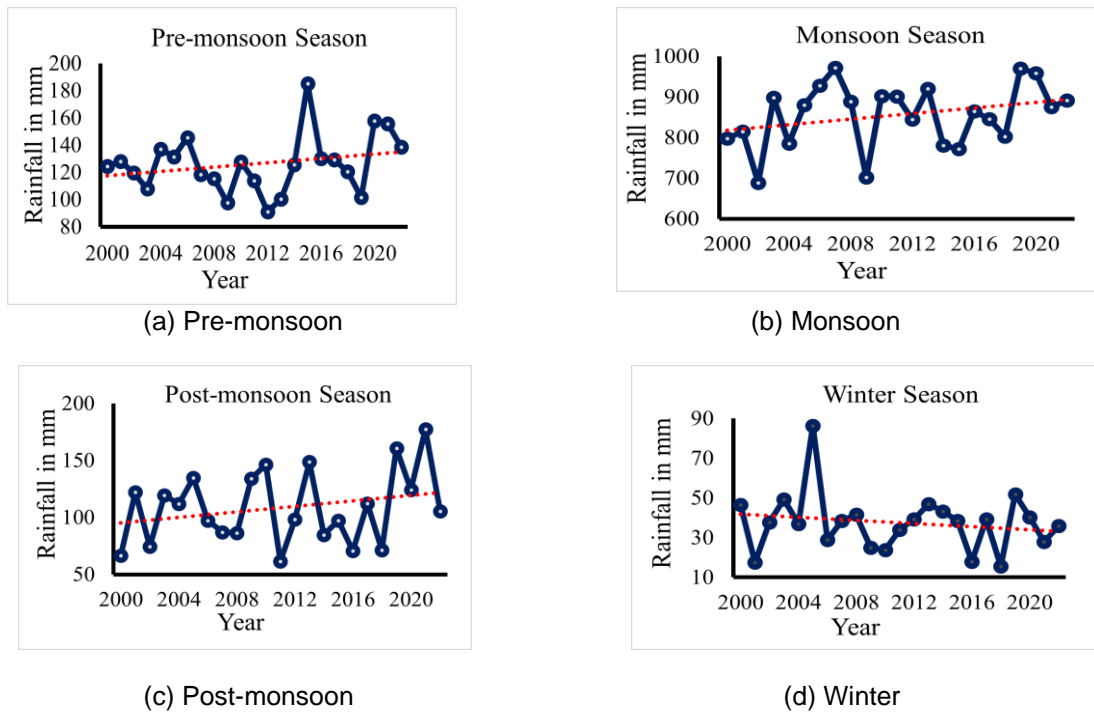 Pre-monsoon Season
Rainfall in mm
200
180
160
140
120
100
80
2000 2004 2008 2012 2016 2020
Year
(a) Pre-monsoon
Monsoon Season
Rainfall in mm
1000
900
800
700
600
2000 2004 2008 2012 2016 2020
Year
(b) Monsoon
Post-monsoon Season
Rainfall in mm
200
150
100
50
2000 2004 2008 2012 2016 2020
Year
(c) Post-monsoon
Winter Season
Rainfall in mm
90
70
50
30
10
2000 2004 2008 2012 2016 2020
Year
(d) Winter